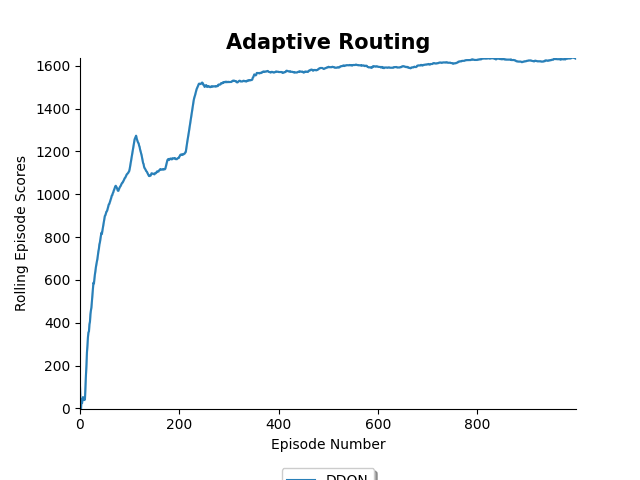 Adaptive Routing
Rolling Episode Scores
1600
1400
1200
1000
800
600
400
200
0
0 200 400 600 800
Episode Number
DDQN